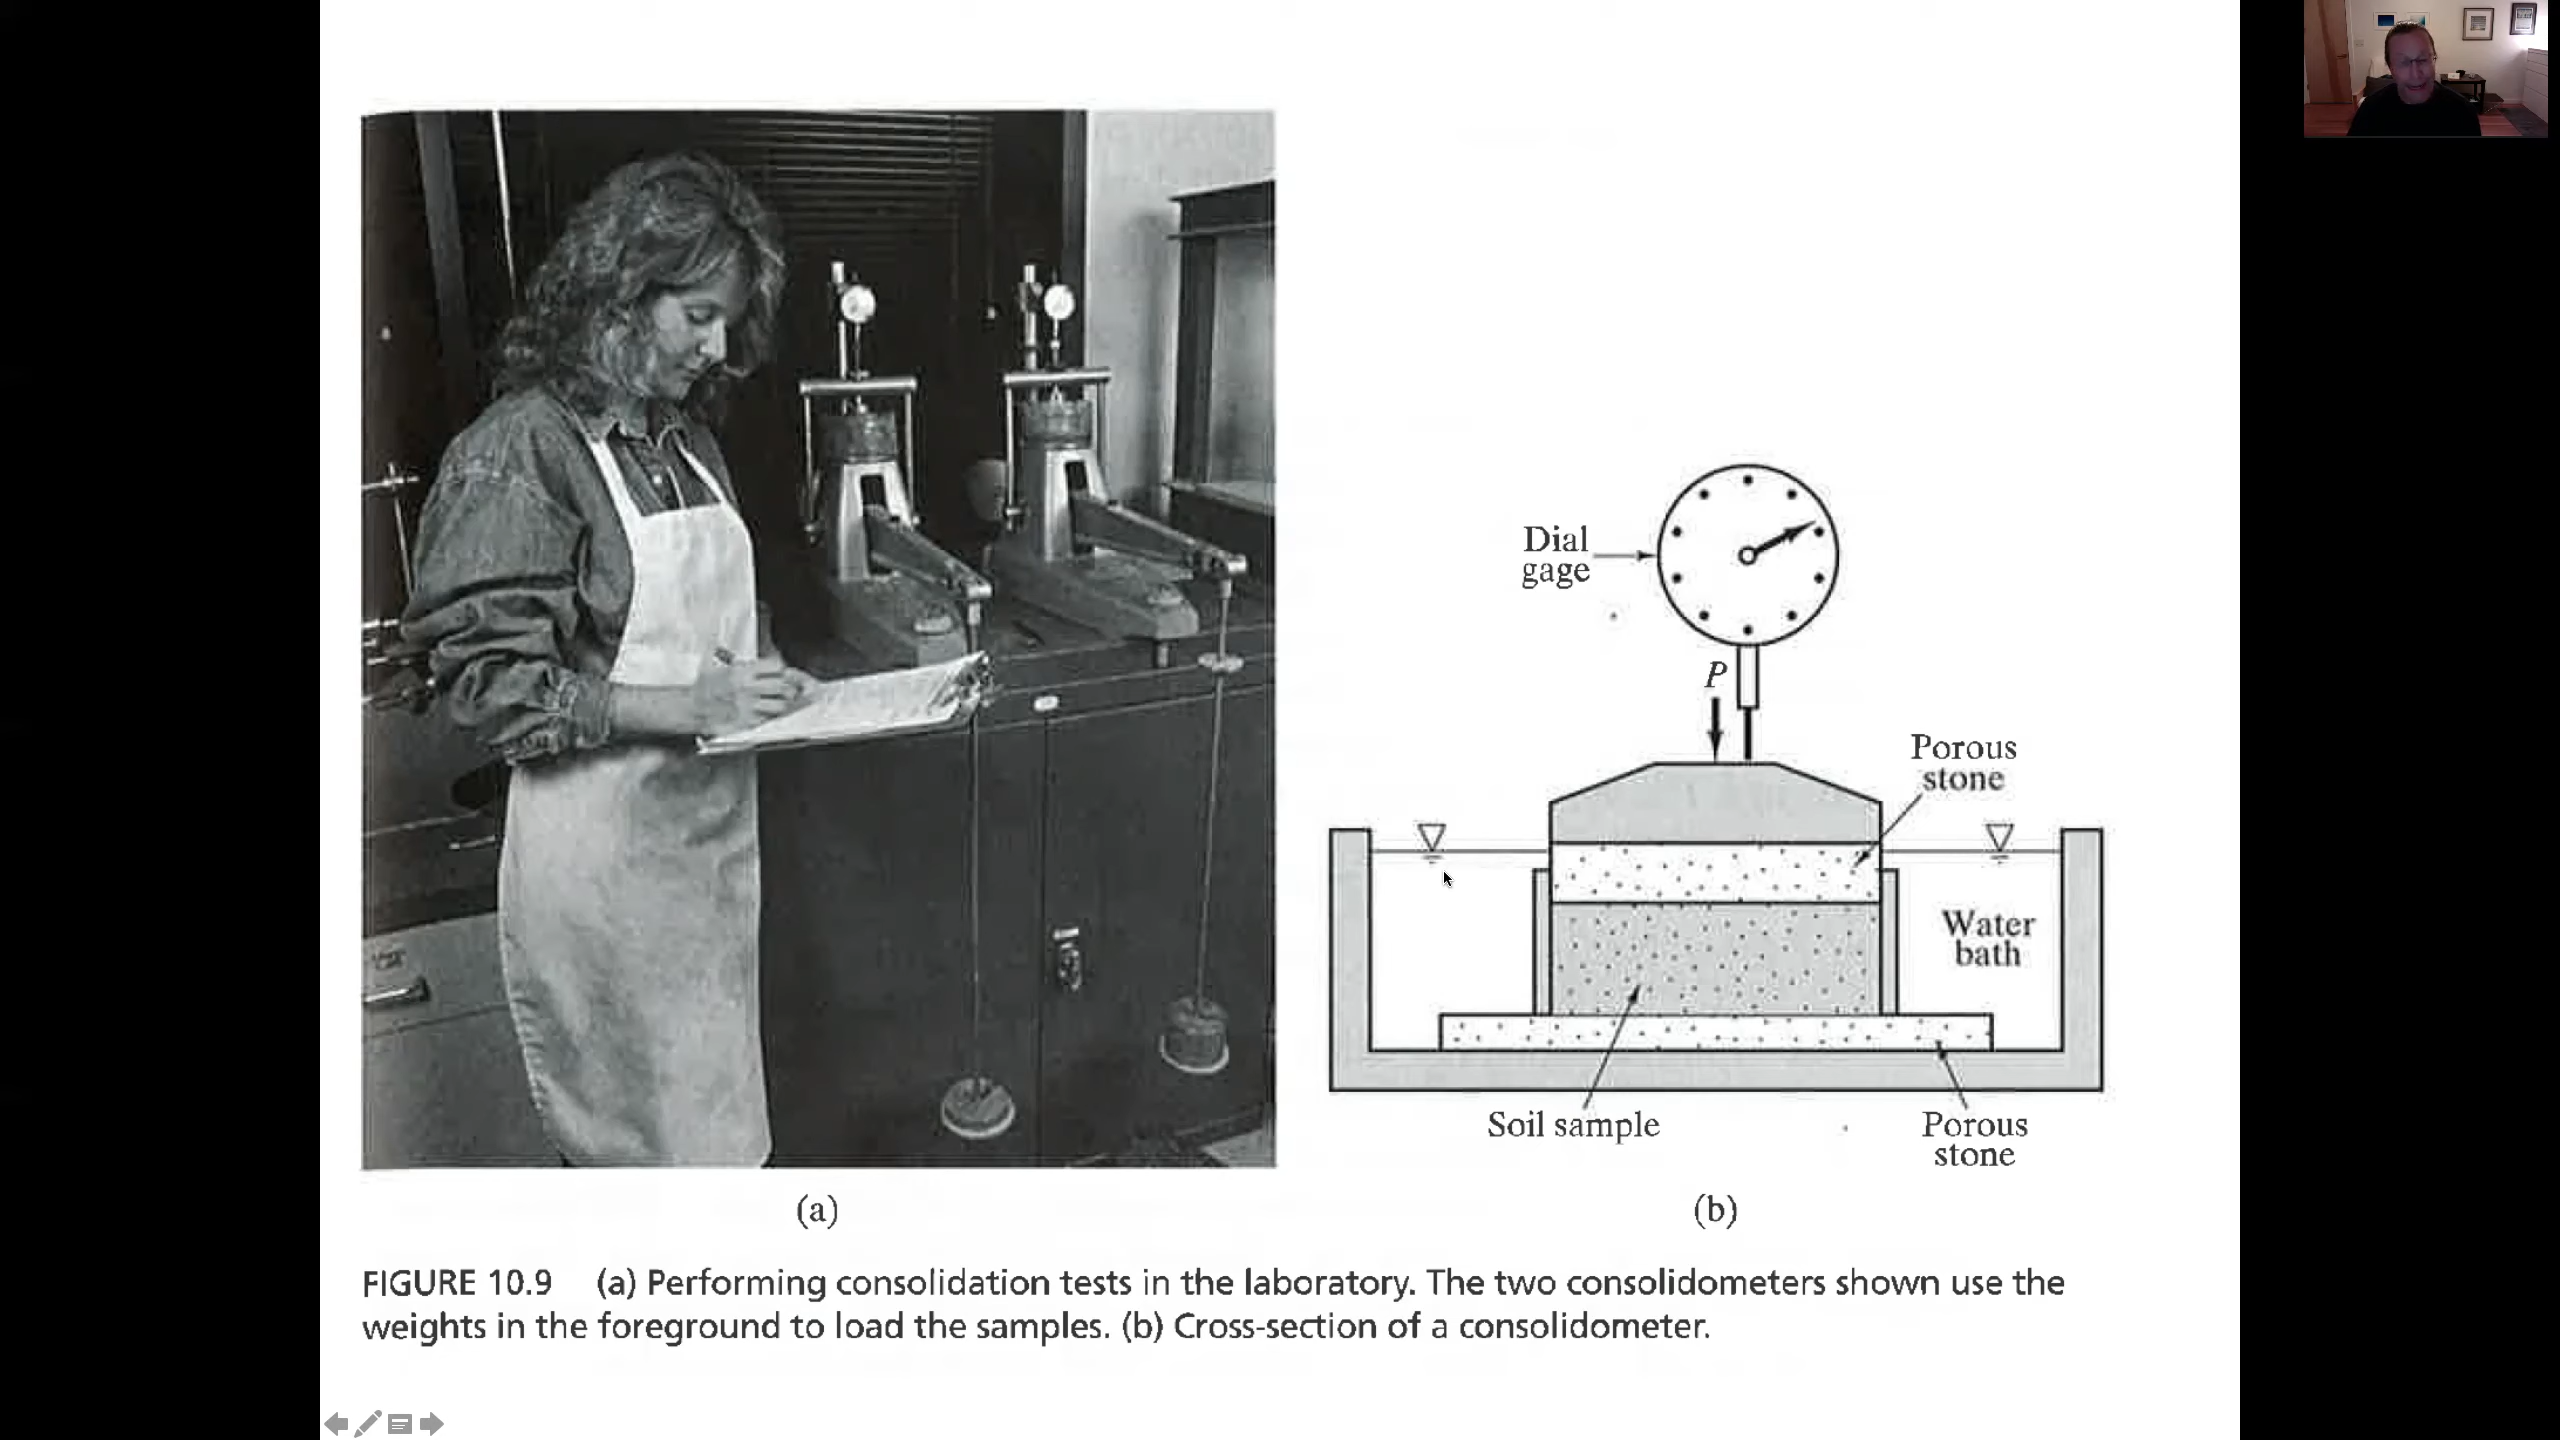 Dial
gage
P
Porous
stone
Water
bath
Soil sample
Porous
stone
(a)
(b)
FIGURE 10.9 (a) Performing consolidation tests in the laboratory. The two consolidometers shown use the
weights in the foreground to load the samples. (b) Cross-section of a consolidometer.